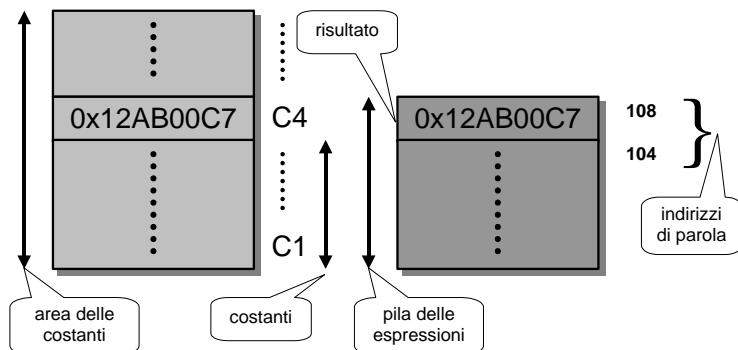 risultato
0x12AB00C7
C4
0x12AB00C7
108
104
C1
indirizzi
di parola
area delle
costanti
costanti
pila delle
espressioni